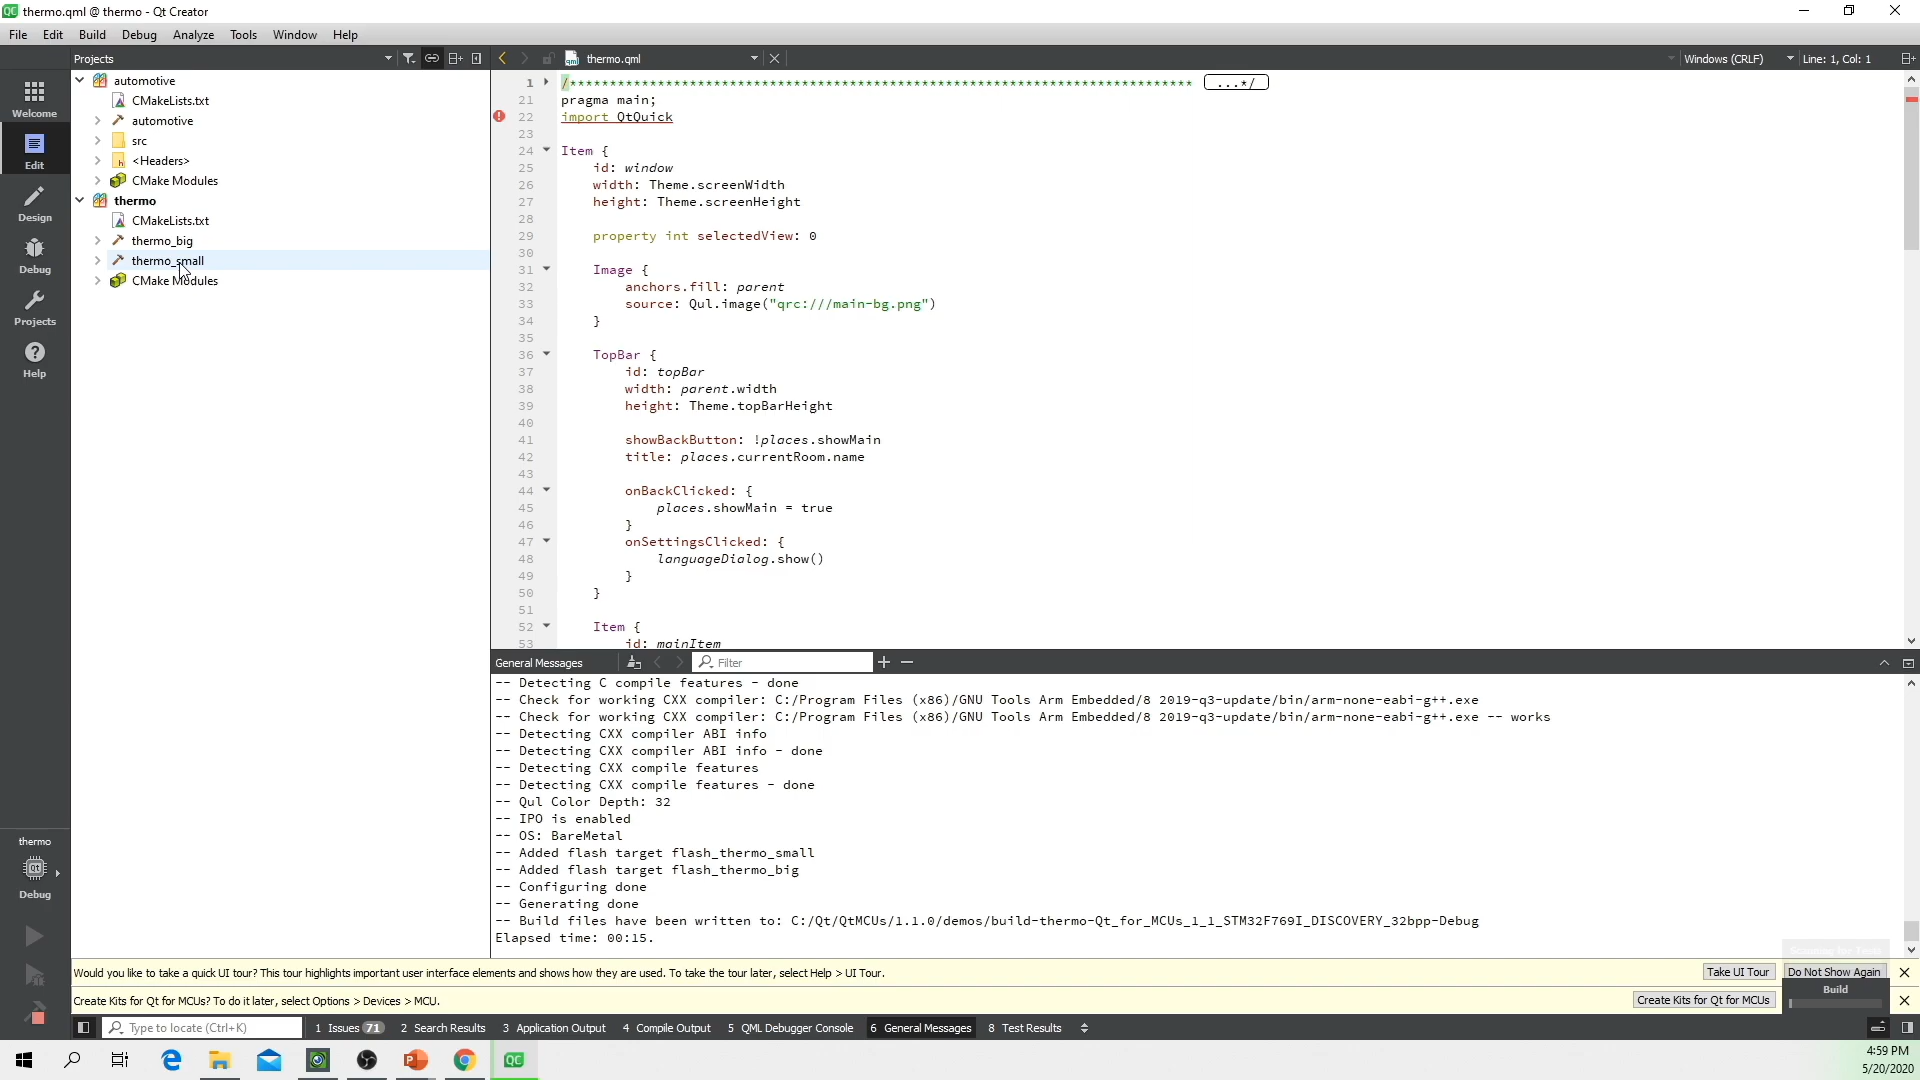 thermo.qml @ thermo - Qt Creator
File Edit Build Debug Analyze Tools Window Help
Projects
thermo.qml
Windows (CRLF)
Line: 1, Col: 1
Welcome
Edit
Design
Debug
Projects
Help
automotive
CMakeLists.txt
automotive
src
<Headers>
CMake Modules
thermo
CMakeLists.txt
thermo_big
thermo_small
CMake Modules
1 /****************************************************************************** ...*/
21 pragma main;
22 import QtQuick
23
24 Item {
25 id: window
26 width: Theme.screenWidth
27 height: Theme.screenHeight
28
29 property int selectedView: 0
30
31 Image {
32 anchors.fill: parent
33 source: Qul.image("qrc:///main-bg.png")
34 }
35
36 TopBar {
37 id: topBar
38 width: parent.width
39 height: Theme.topBarHeight
40
41 showBackButton: !places.showMain
42 title: places.currentRoom.name
43
44 onBackClicked: {
45 places.showMain = true
46 }
47 onSettingsClicked: {
48 languageDialog.show()
49 }
50 }
51
52 Item {
53 id: mainItem
General Messages
Filter
-- Detecting C compile features - done
-- Check for working CXX compiler: C:/Program Files (x86)/GNU Tools Arm Embedded/8 2019-q3-update/bin/arm-none-eabi-g++.exe
-- Check for working CXX compiler: C:/Program Files (x86)/GNU Tools Arm Embedded/8 2019-q3-update/bin/arm-none-eabi-g++.exe -- works
-- Detecting CXX compiler ABI info
-- Detecting CXX compiler ABI info - done
-- Detecting CXX compile features
-- Detecting CXX compile features - done
-- Qul Color Depth: 32
-- IPO is enabled
-- OS: BareMetal
-- Added flash target flash_thermo_small
-- Added flash target flash_thermo_big
-- Configuring done
-- Generating done
-- Build files have been written to: C:/Qt/QtMCUs/1.1.0/demos/build-thermo-Qt_for_MCUs_1_1_STM32F769I_DISCOVERY_32bpp-Debug
Elapsed time: 00:15.
thermo
Debug
Would you like to take a quick UI tour? This tour highlights important user interface elements and shows how they are used. To take the tour later, select Help > UI Tour.
Take UI Tour
Do Not Show Again
Create Kits for Qt for MCUs? To do it later, select Options > Devices > MCU.
Create Kits for Qt for MCUs
Build
Type to locate (Ctrl+K)
1 Issues 71
2 Search Results
3 Application Output
4 Compile Output
5 QML Debugger Console
6 General Messages
8 Test Results
4:59 PM
5/20/2020